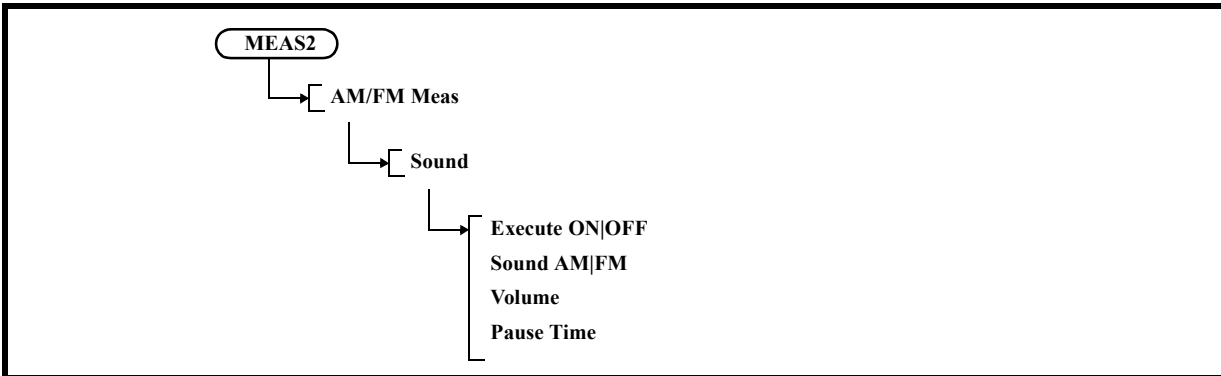 MEAS2
AM/FM Meas
Sound
Execute ON|OFF
Sound AM|FM
Volume
Pause Time